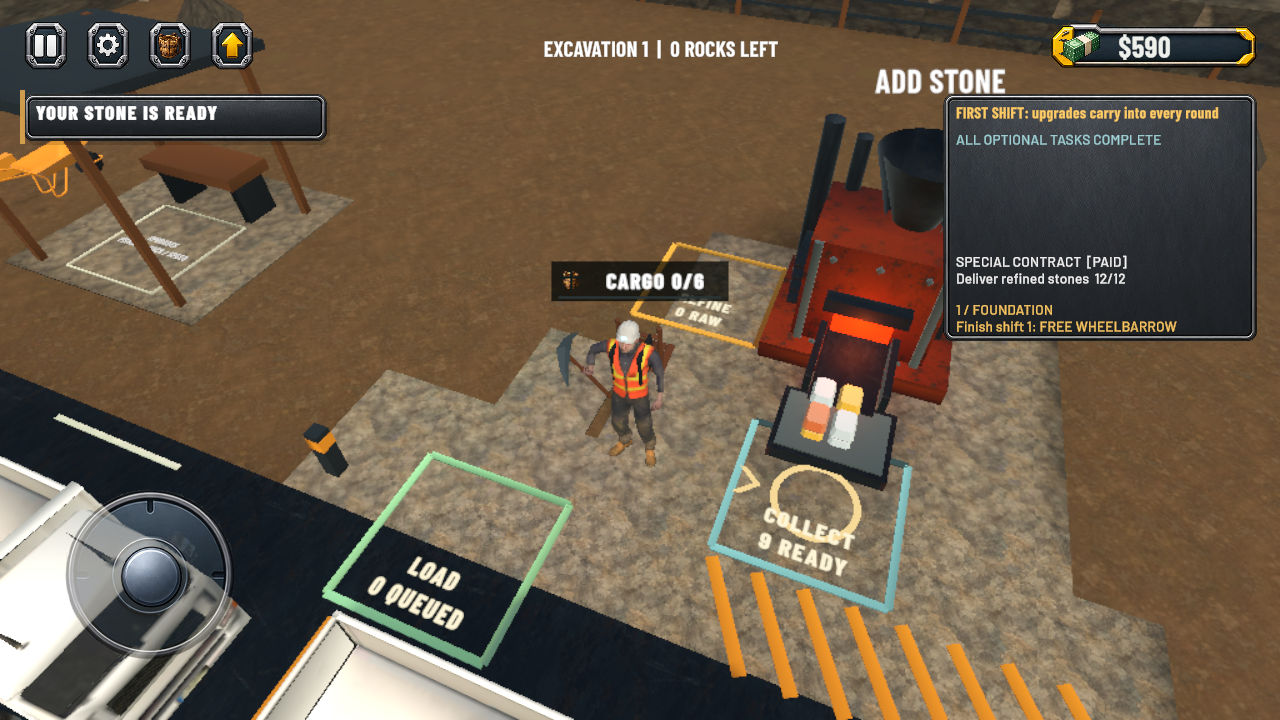 EXCAVATION 1 | 0 ROCKS LEFT
$590
ADD STONE
YOUR STONE IS READY
FIRST SHIFT: upgrades carry into every round
ALL OPTIONAL TASKS COMPLETE
SPECIAL CONTRACT [PAID]
Deliver refined stones 12/12
1 / FOUNDATION
Finish shift 1: FREE WHEELBARROW
CARGO 0/6
REFINE
0 RAW
COLLECT
9 READY
LOAD
0 QUEUED